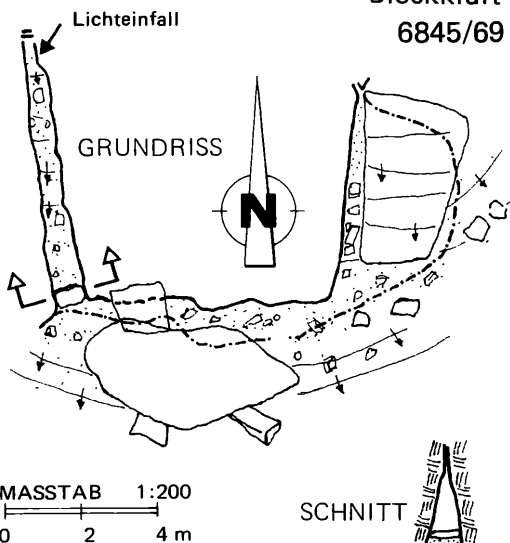 Lichteinfall
6845/69
GRUNDRISS
N
MASSTAB 1:200
0 2 4 m
SCHNITT